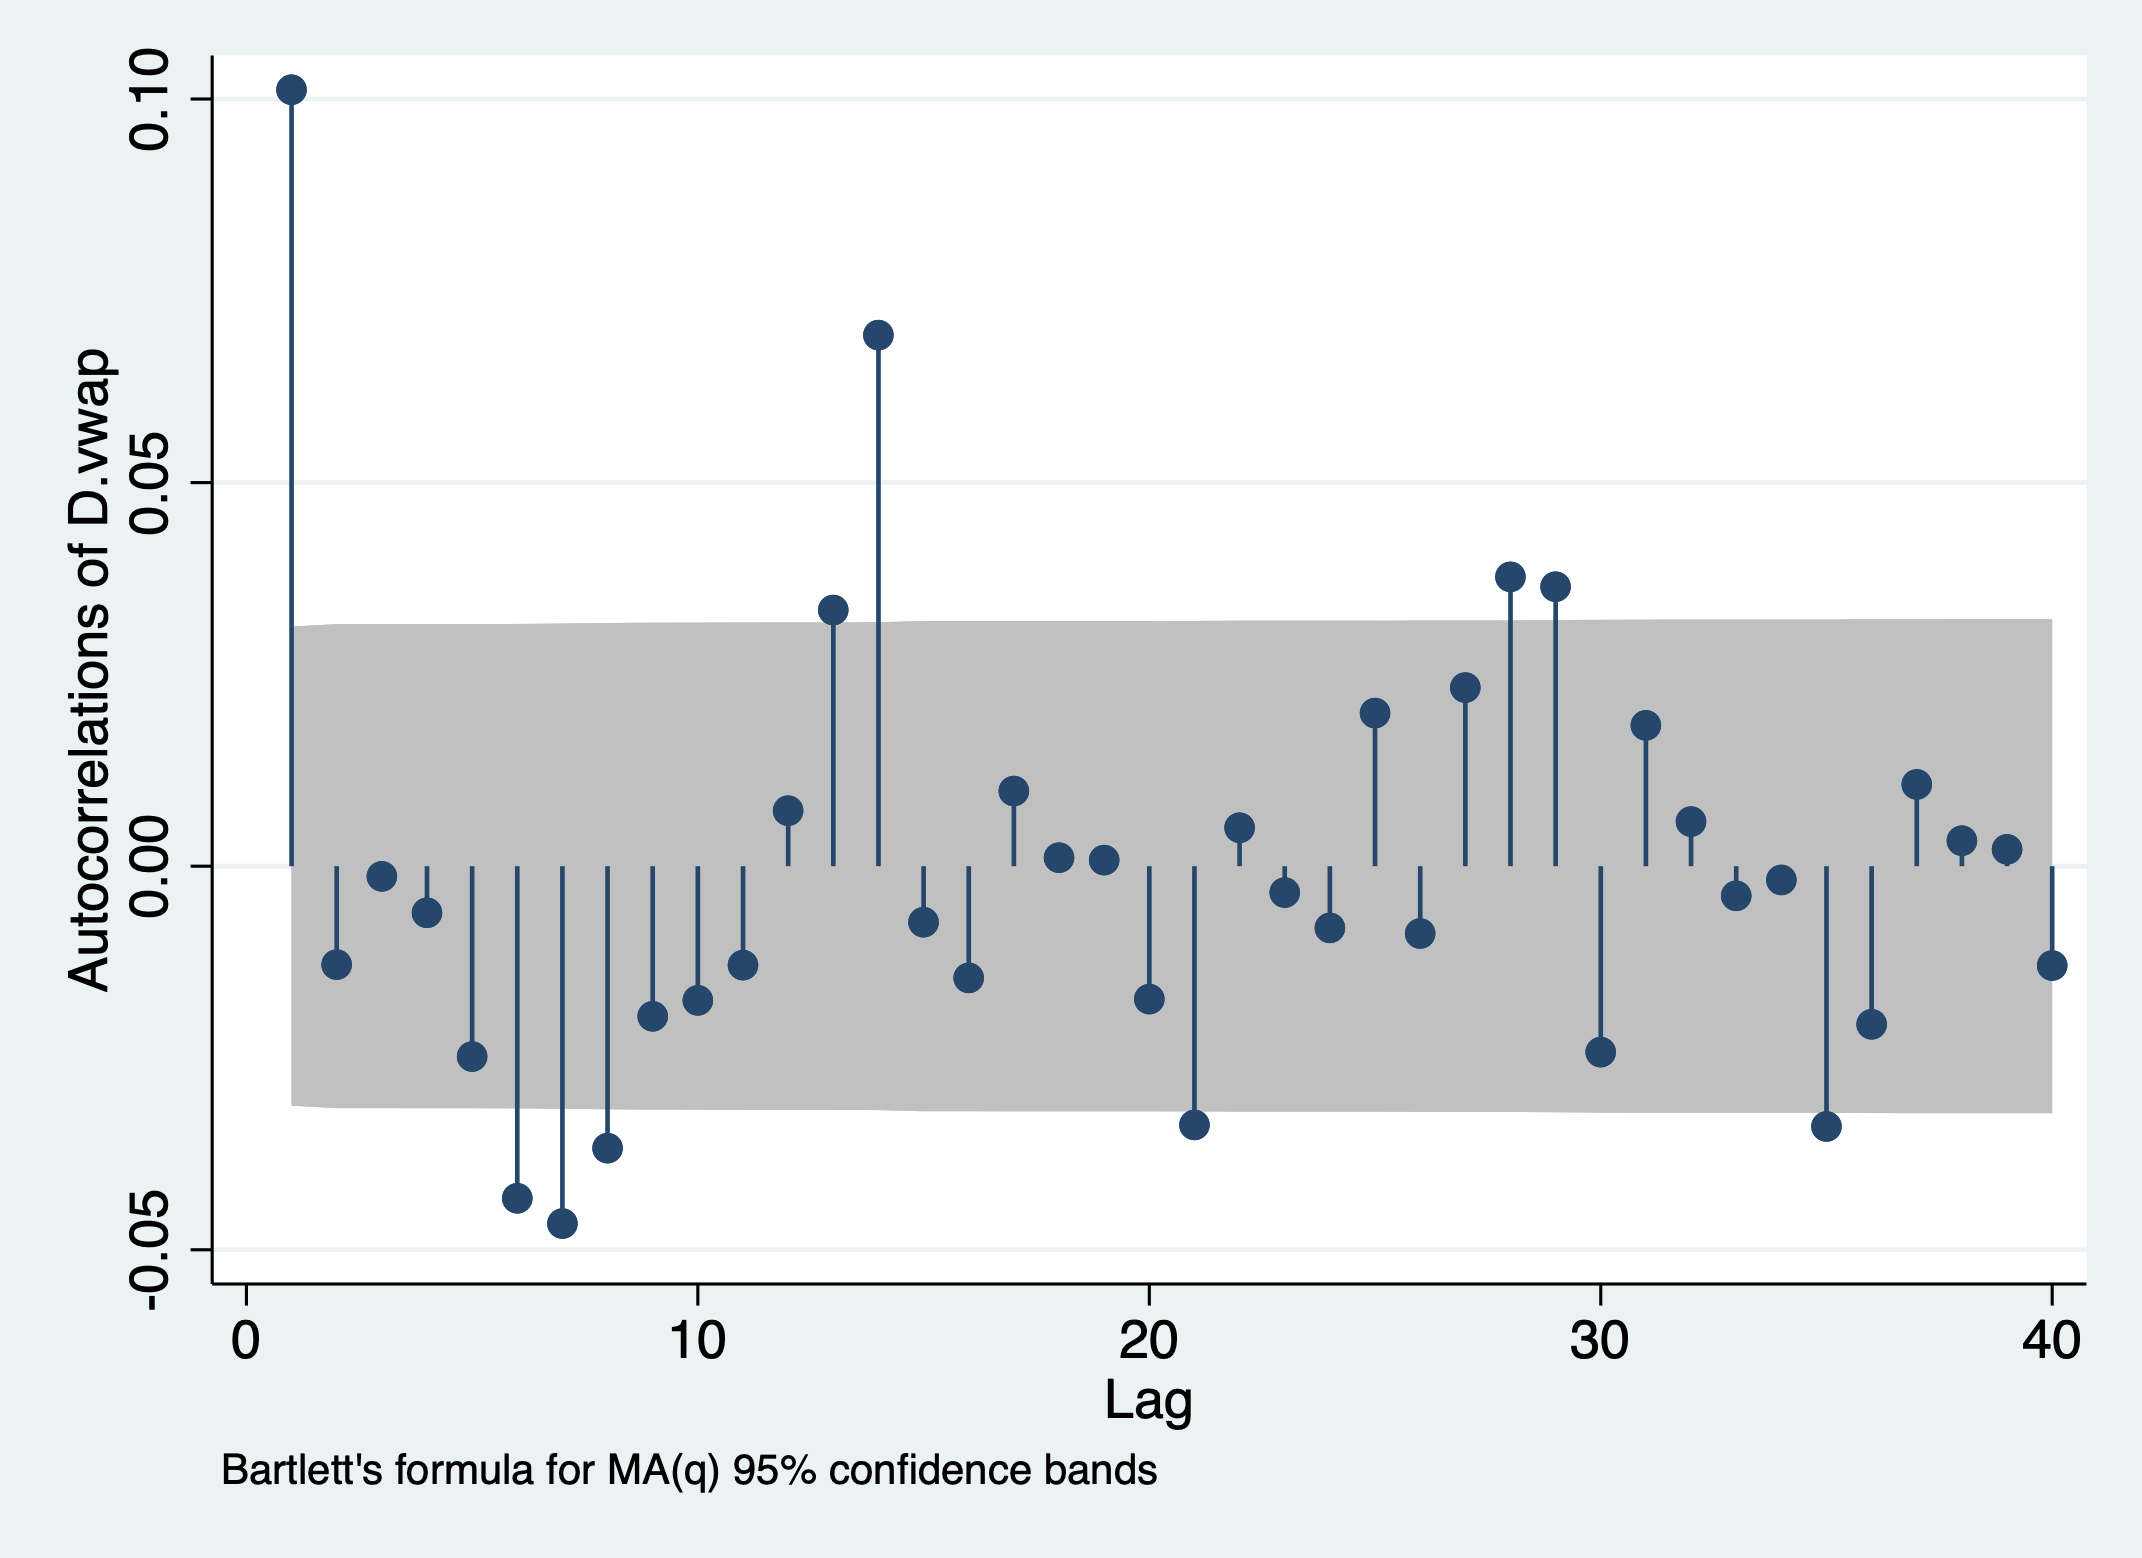 Autocorrelations of D.vwap
0.10
0.05
0.00
-0.05
0 10 20 30 40
Lag
Bartlett's formula for MA(q) 95% confidence bands